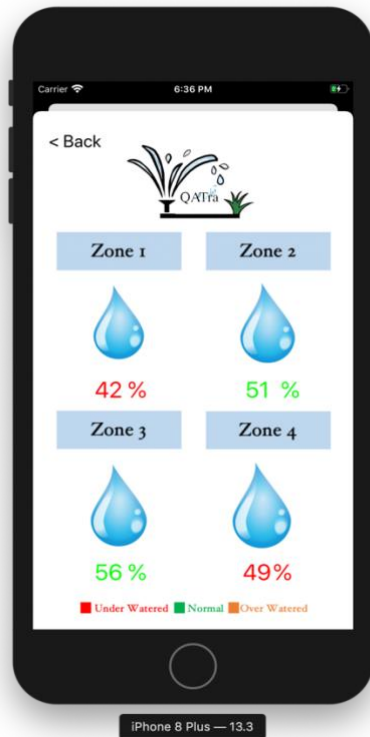 Carrier 6:36 PM
< Back
QATra
Zone 1 Zone 2
42 % 51 %
Zone 3 Zone 4
56 % 49%
Under Watered Normal Over Watered
iPhone 8 Plus — 13.3